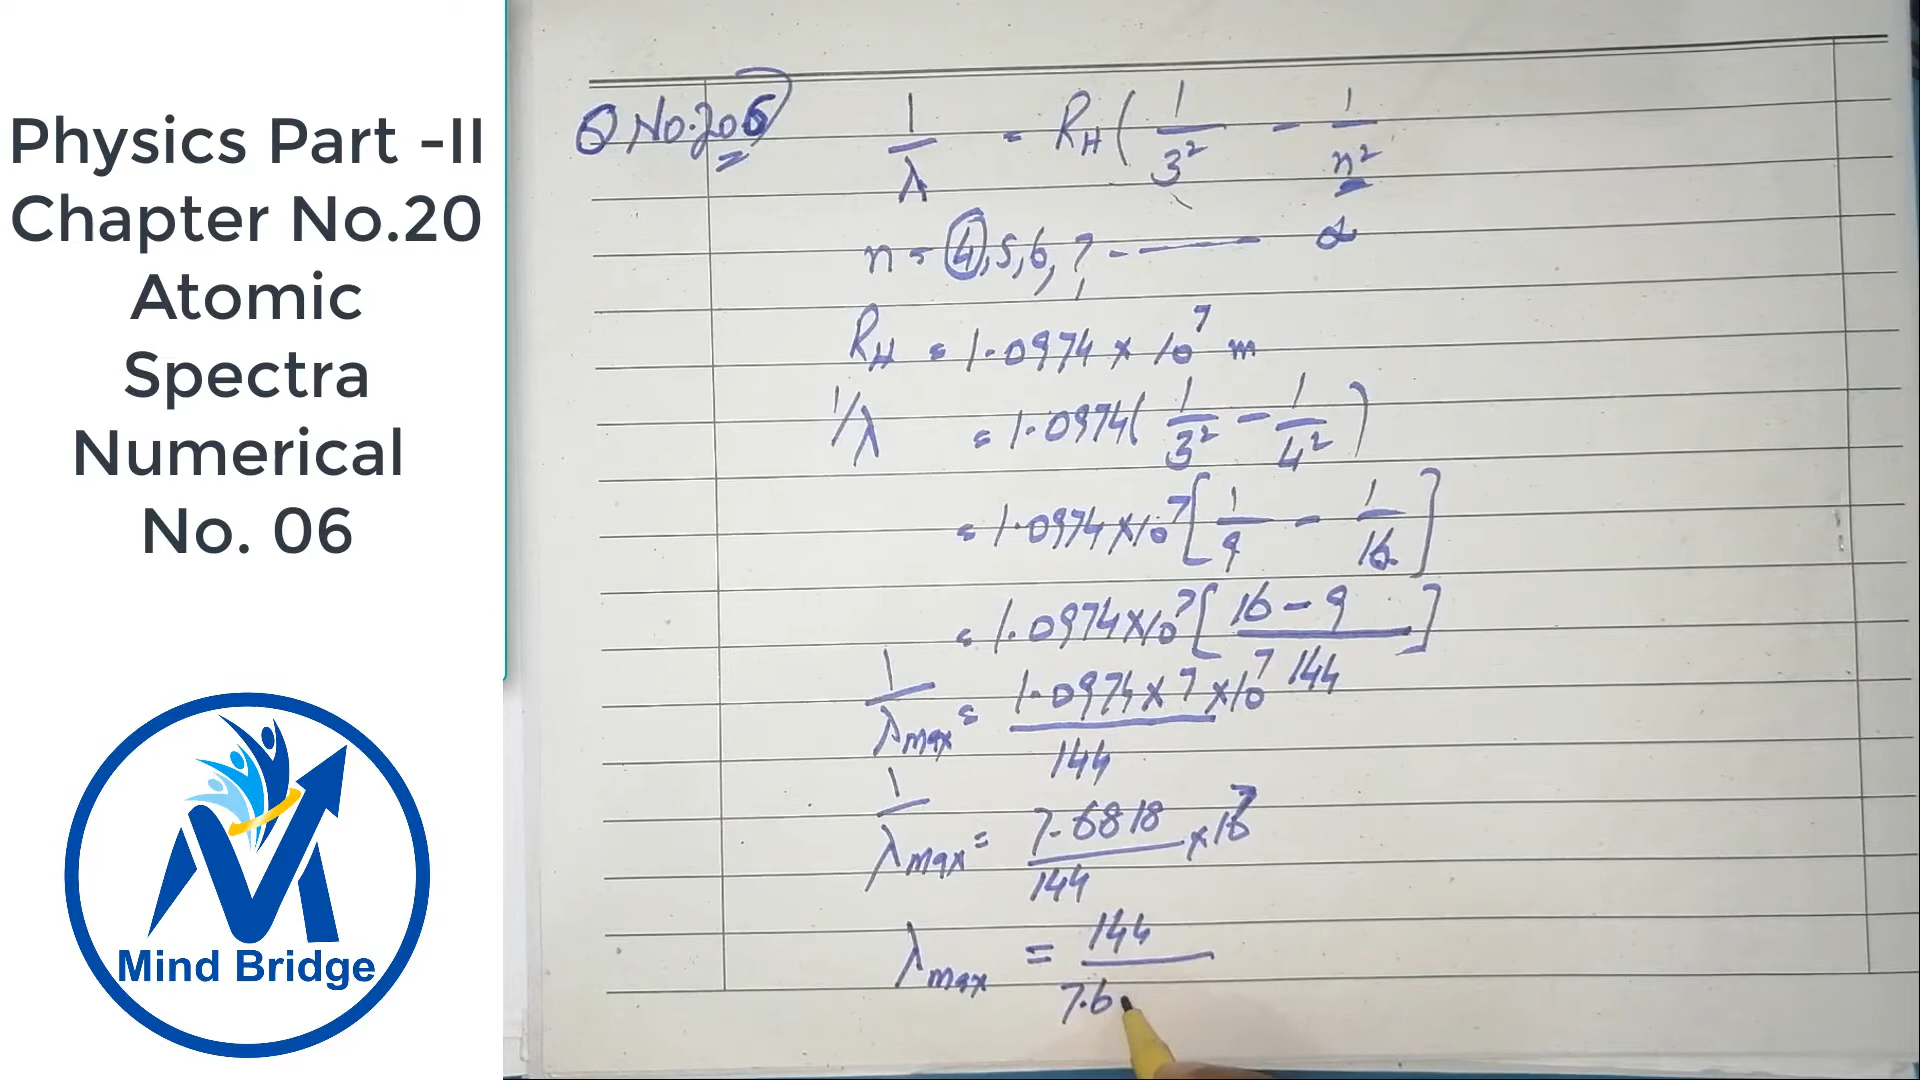 Physics Part -II
Chapter No.20
Atomic
Spectra
Numerical
No. 06
Mind Bridge
Q No.206
1/λ = R_H ( 1/3² - 1/n²
n = 4, 5, 6, 7, - ——— α
R_H = 1.0974 × 10⁷ m
1/λ = 1.0974 ( 1/3² - 1/4² )
= 1.0974 × 10⁷ [ 1/9 - 1/16 ]
= 1.0974 × 10⁷ [ 16 - 9 / 144 ]
1/λmax = 1.0974 × 7 / 144 × 10⁷
1/λmax = 7.6818 / 144 × 10⁷
λmax = 144 / 7.6